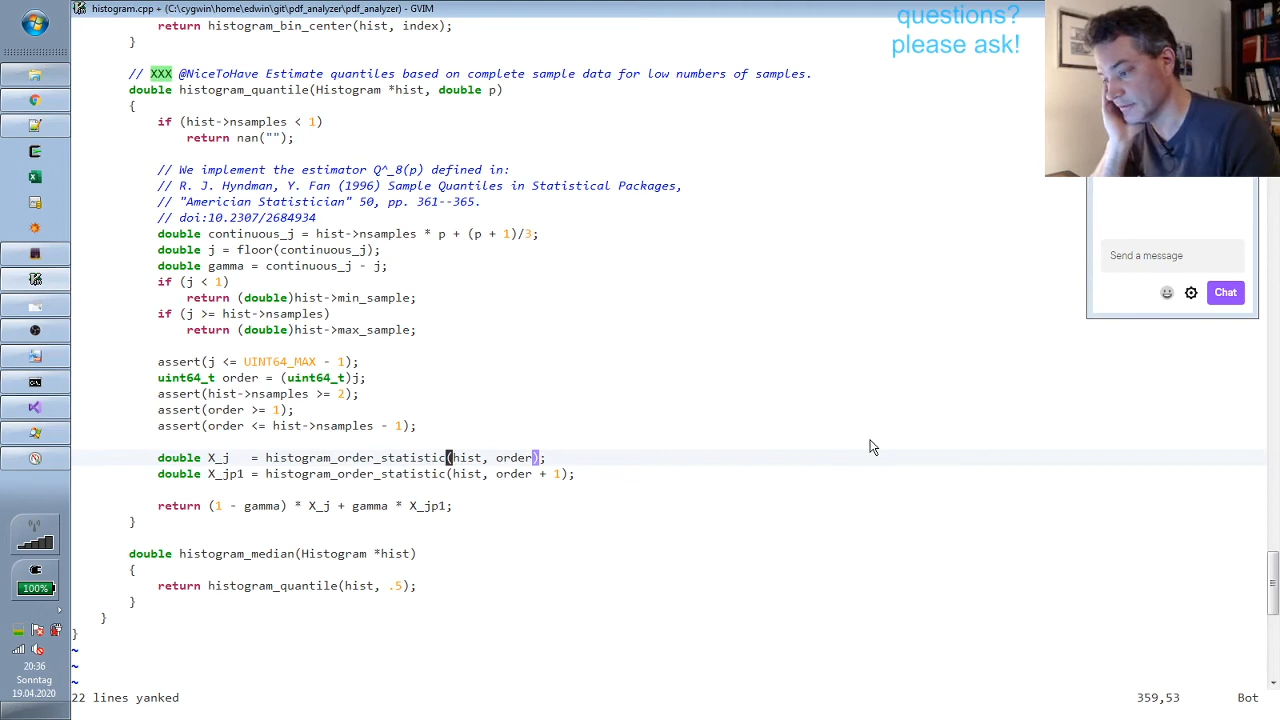 histogram.cpp + (C:\cygwin\home\edwin\git\pdf_analyzer\pdf_analyzer) - GVIM
questions?
please ask!
return histogram_bin_center(hist, index);
}
// XXX @NiceToHave Estimate quantiles based on complete sample data for low numbers of samples.
double histogram_quantile(Histogram *hist, double p)
{
if (hist->nsamples < 1)
return nan("");
// We implement the estimator Q^_8(p) defined in:
// R. J. Hyndman, Y. Fan (1996) Sample Quantiles in Statistical Packages,
// "Americian Statistician" 50, pp. 361--365.
// doi:10.2307/2684934
double continuous_j = hist->nsamples * p + (p + 1)/3;
double j = floor(continuous_j);
double gamma = continuous_j - j;
if (j < 1)
return (double)hist->min_sample;
if (j >= hist->nsamples)
return (double)hist->max_sample;
assert(j <= UINT64_MAX - 1);
uint64_t order = (uint64_t)j;
assert(hist->nsamples >= 2);
assert(order >= 1);
assert(order <= hist->nsamples - 1);
double X_j   = histogram_order_statistic(hist, order);
double X_jp1 = histogram_order_statistic(hist, order + 1);
return (1 - gamma) * X_j + gamma * X_jp1;
}
double histogram_median(Histogram *hist)
{
return histogram_quantile(hist, .5);
}
}
}
~
~
~
22 lines yanked
359,53
Bot
Send a message
Chat
100%
20:36
Sonntag
19.04.2020